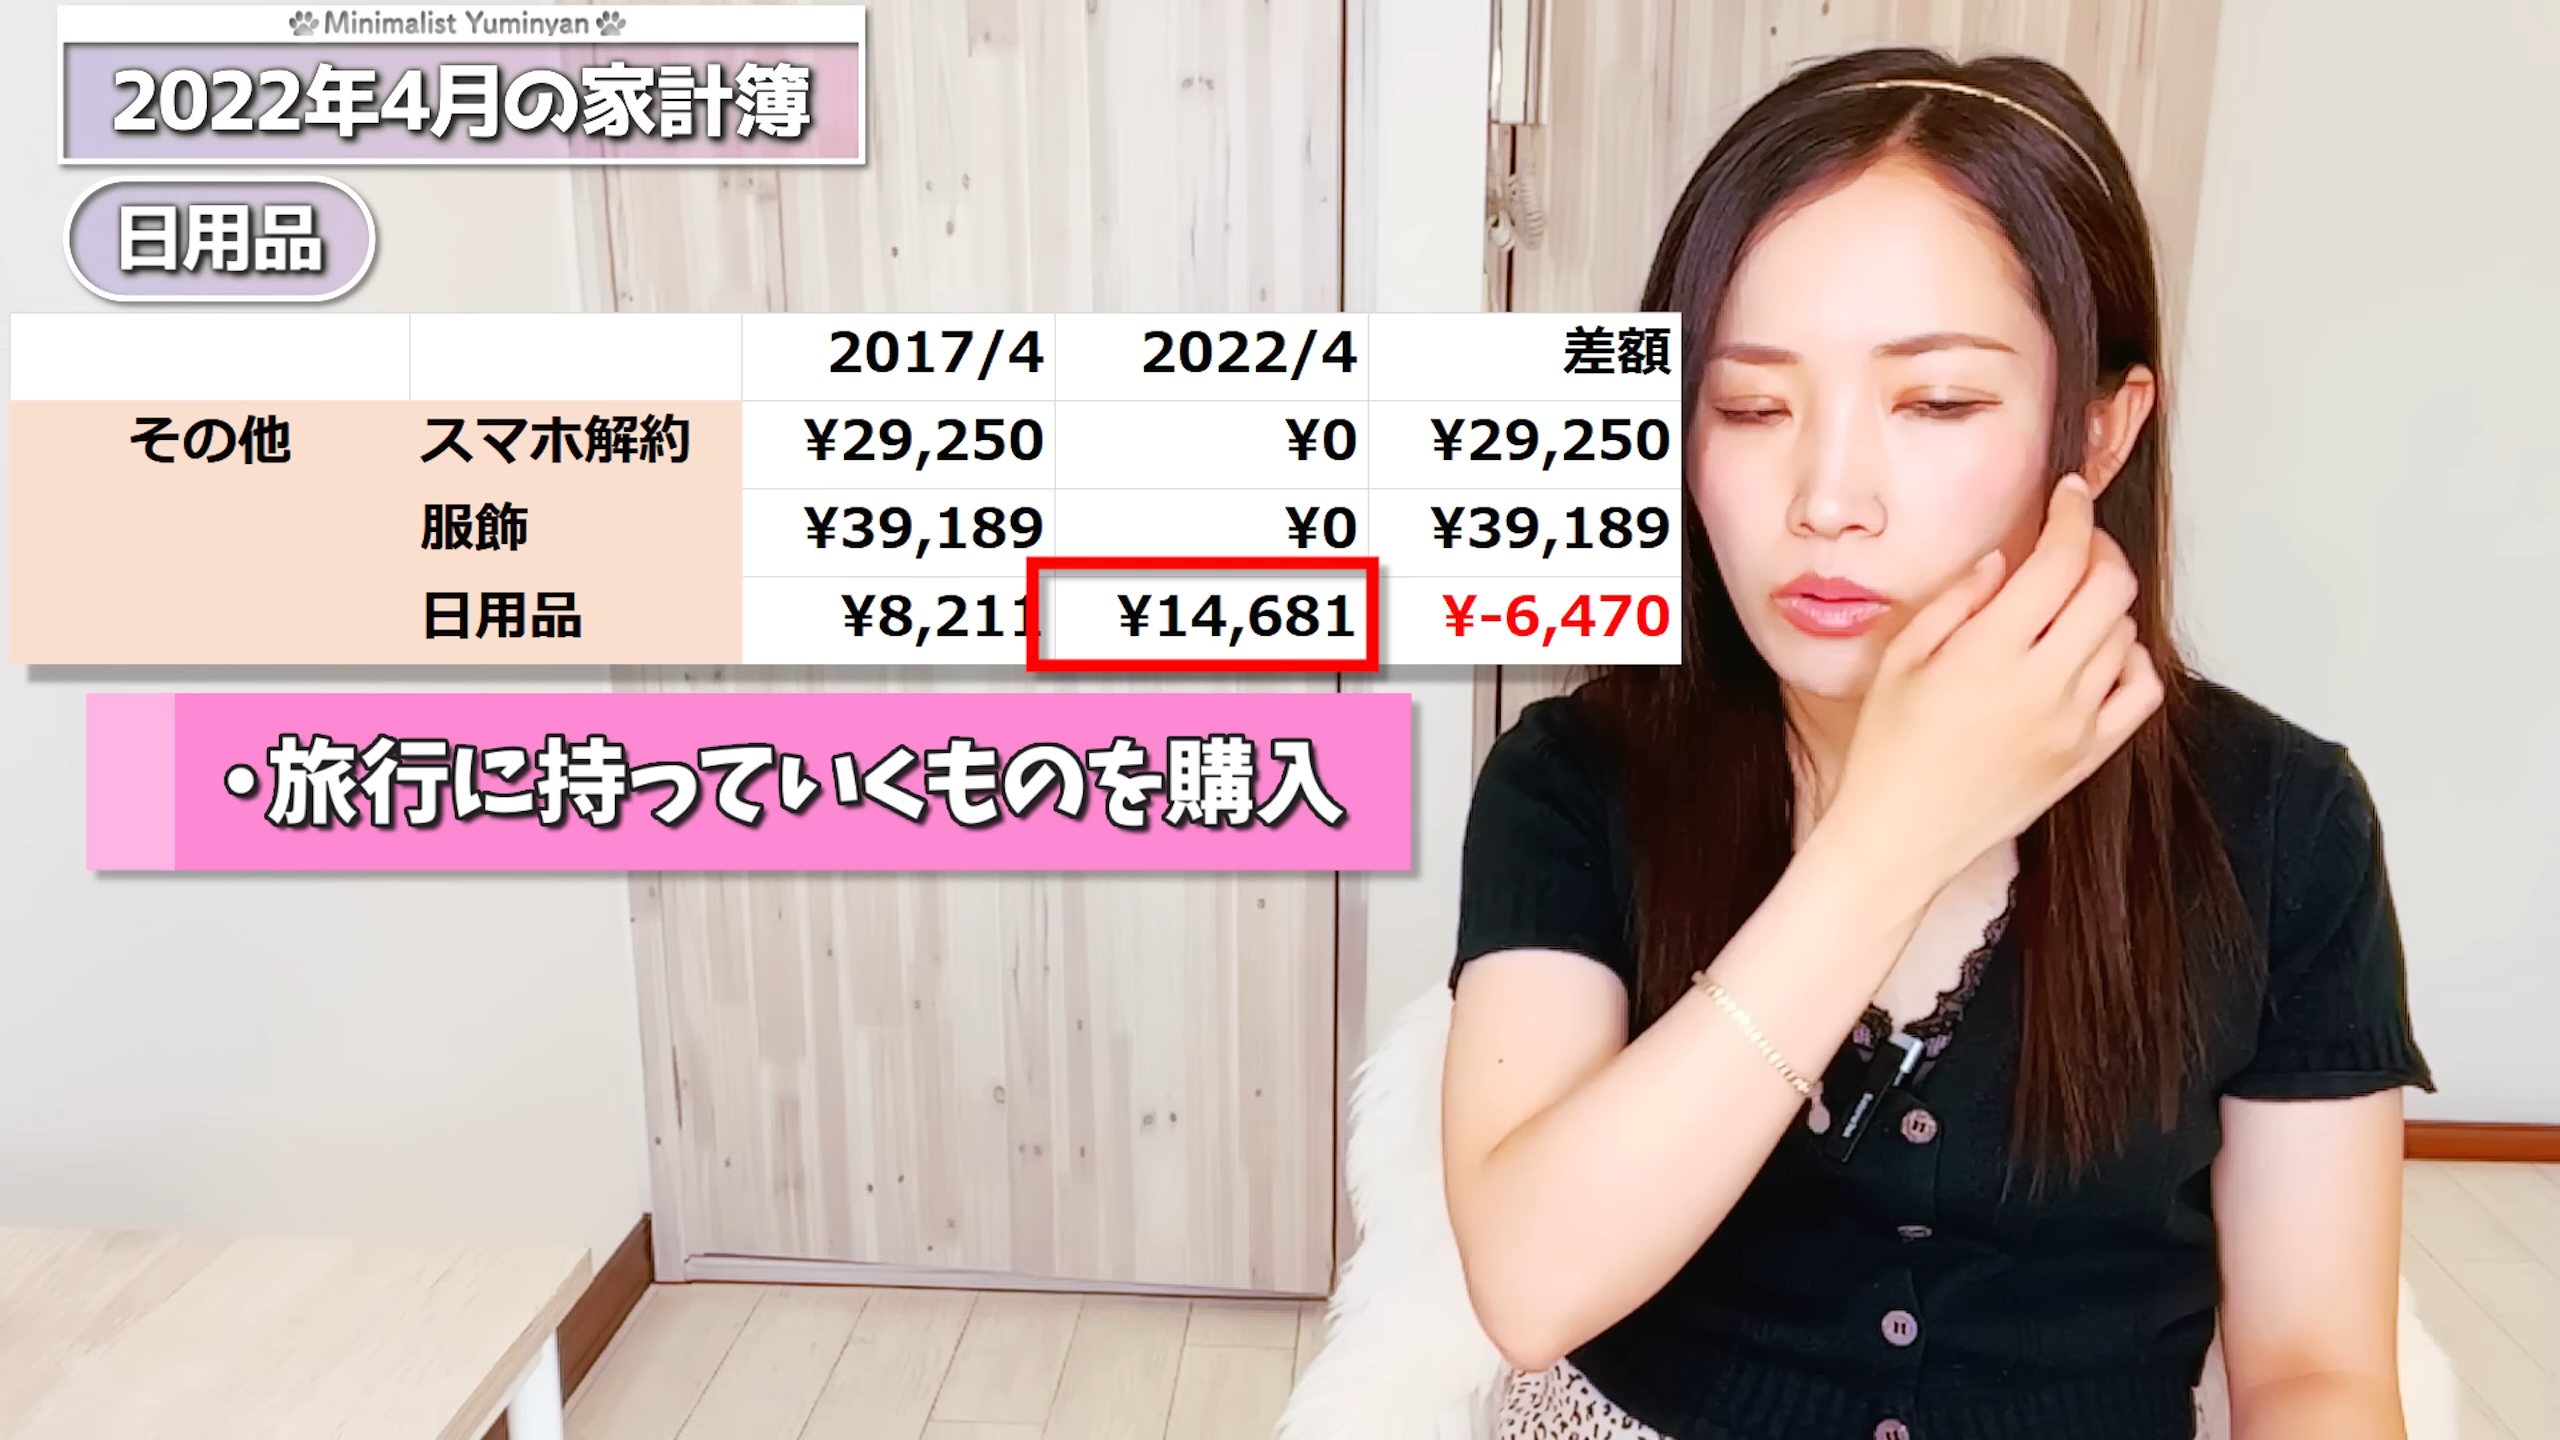 Minimalist Yuminyan
2022年4月の家計簿
日用品
2017/4 2022/4 差額
その他 スマホ解約 ¥29,250 ¥0 ¥29,250
服飾 ¥39,189 ¥0 ¥39,189
日用品 ¥8,211 ¥14,681 ¥-6,470
・旅行に持っていくものを購入